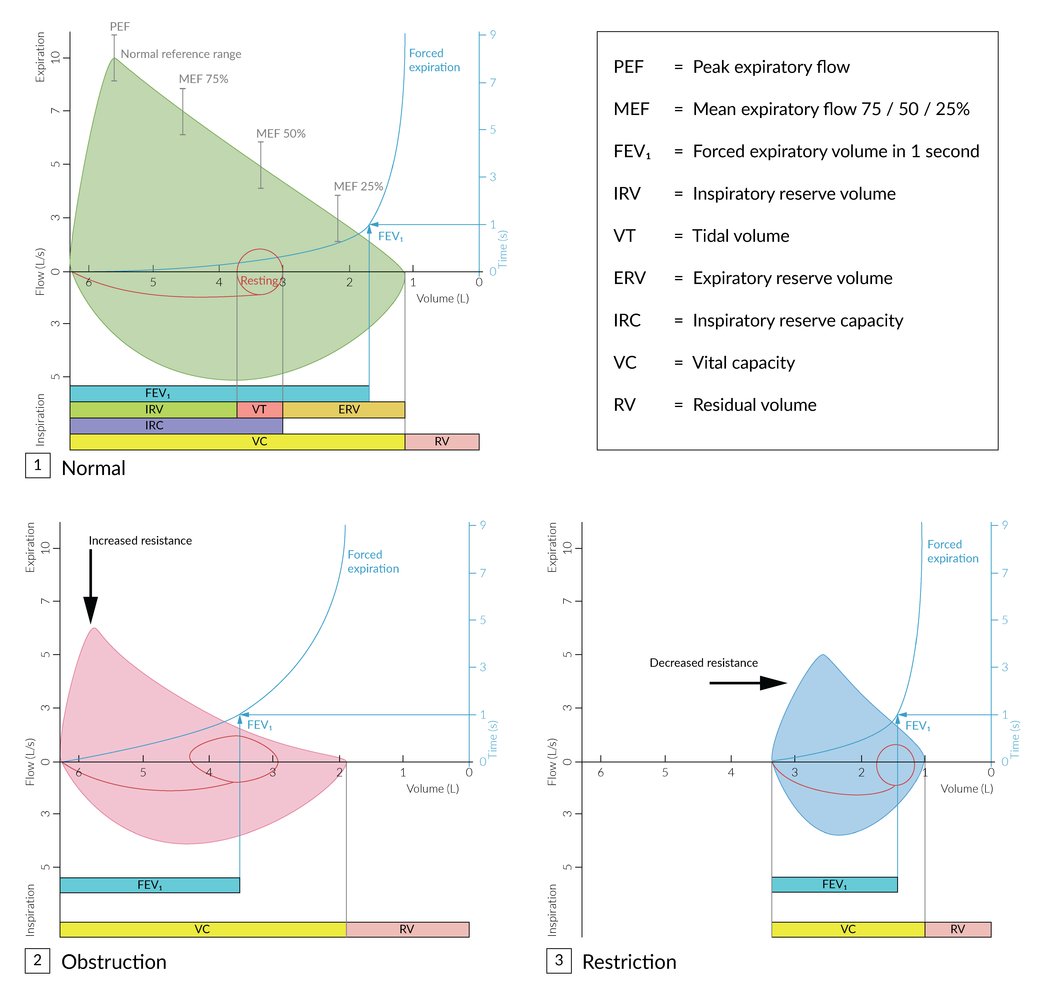 PEF
Normal reference range
MEF 75%
MEF 50%
MEF 25%
Forced
expiration
FEV₁
Resting
Expiration
Flow (L/s)
Inspiration
10
7
5
3
0
3
5
6
5
4
3
2
1
0
Volume (L)
9
7
5
3
1
0
Time (s)
FEV₁
IRV
VT
ERV
IRC
VC
RV
1 Normal
PEF = Peak expiratory flow
MEF = Mean expiratory flow 75 / 50 / 25%
FEV₁ = Forced expiratory volume in 1 second
IRV = Inspiratory reserve volume
VT = Tidal volume
ERV = Expiratory reserve volume
IRC = Inspiratory reserve capacity
VC = Vital capacity
RV = Residual volume
Increased resistance
Forced
expiration
FEV₁
Expiration
Flow (L/s)
Inspiration
10
7
5
3
0
3
5
6
5
4
3
2
1
0
Volume (L)
9
7
5
3
1
0
Time (s)
FEV₁
VC
RV
2 Obstruction
Decreased resistance
Forced
expiration
FEV₁
Expiration
Flow (L/s)
Inspiration
10
7
5
3
0
3
5
6
5
4
3
2
1
0
Volume (L)
9
7
5
3
1
0
Time (s)
FEV₁
VC
RV
3 Restriction